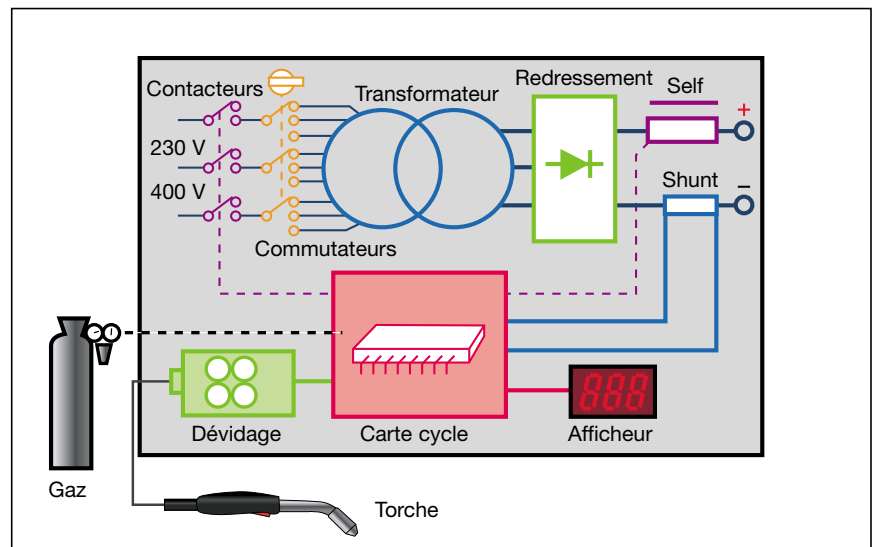 Contacteurs
Transformateur
Redressement
Self
+
230 V
400 V
Shunt
–
Commutateurs
888
Dévidage
Carte cycle
Afficheur
Gaz
Torche